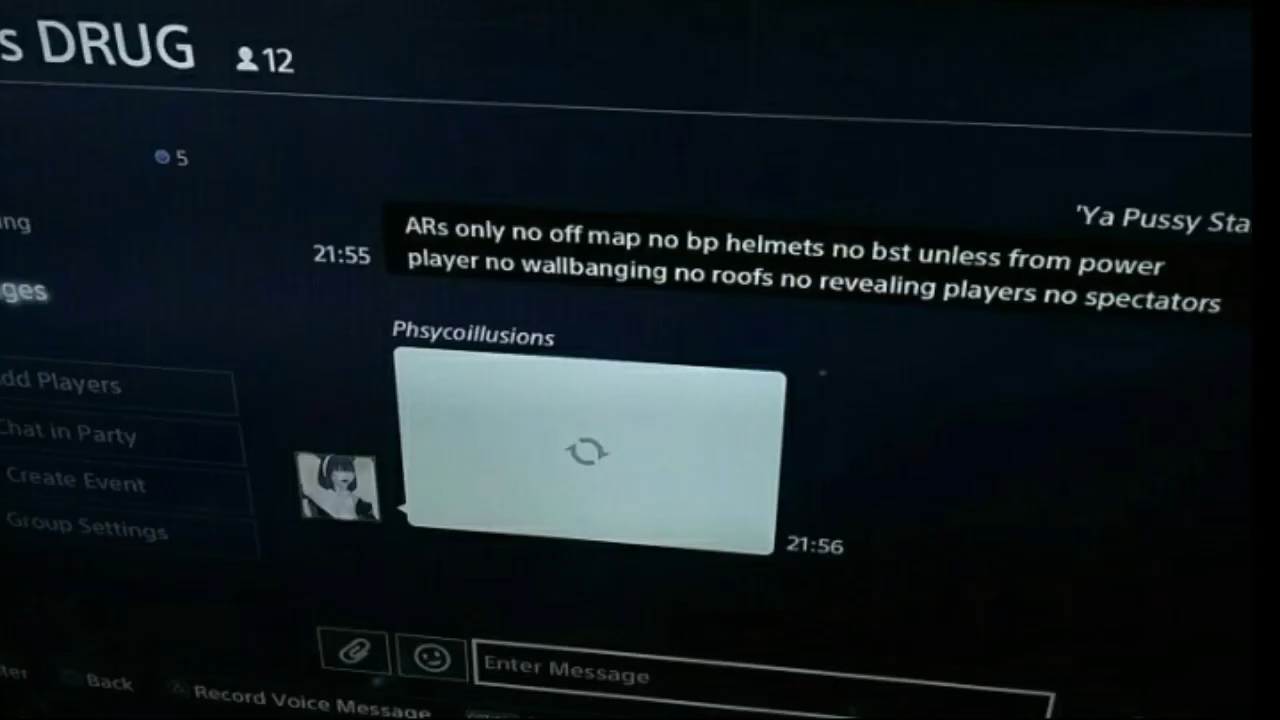 s DRUG 12
5
'Ya Pussy Sta
ng
21:55
ARs only no off map no bp helmets no bst unless from power
player no wallbanging no roofs no revealing players no spectators
ges
Phsycoillusions
dd Players
Chat in Party
Create Event
Group Settings
21:56
Enter Message
ter
Back
Record Voice Message